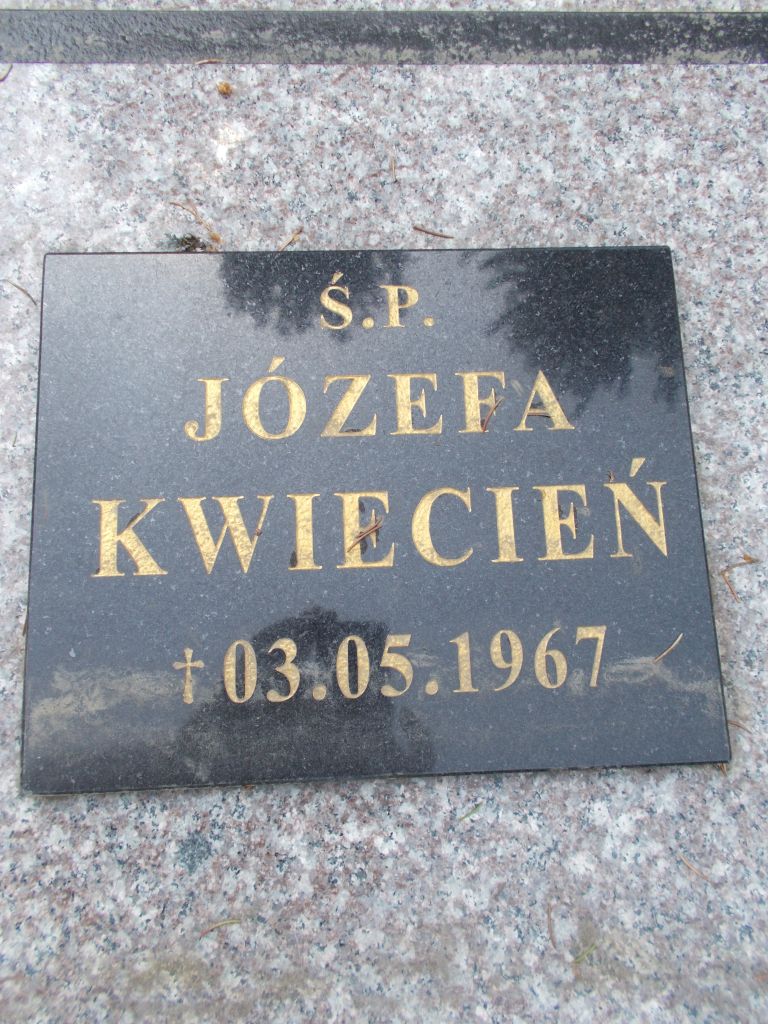 Ś.P.
JÓZEFA
KWIECIEŃ
†03.05.1967